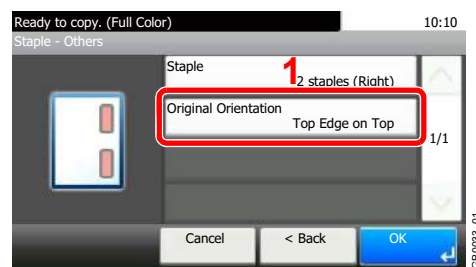 Ready to copy. (Full Color) 10:10
Staple - Others
Staple
1
2 staples (Right)
Original Orientation
Top Edge on Top
1/1
Cancel < Back OK